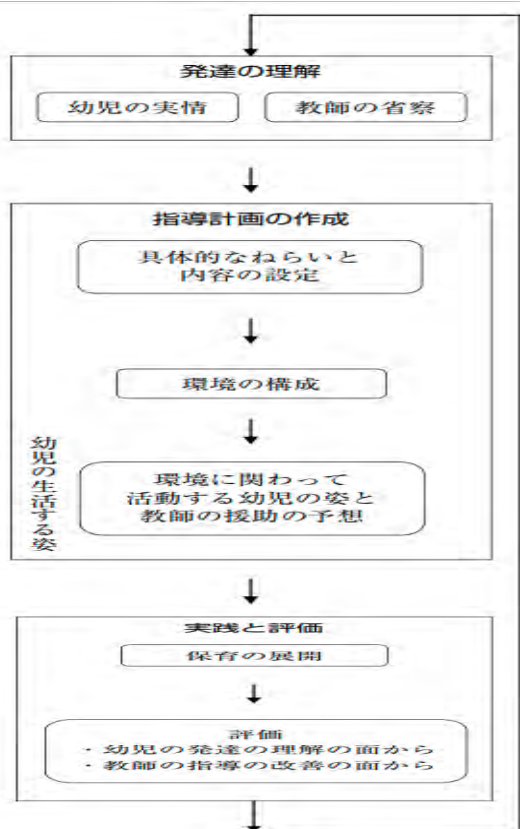 発達の理解
幼児の実情
教師の省察
指導計画の作成
具体的なねらいと
内容の設定
環境の構成
幼児の生活する姿
環境に関わって
活動する幼児の姿と
教師の援助の予想
実践と評価
保育の展開
評価
・幼児の発達の理解の面から
・教師の指導の改善の面から